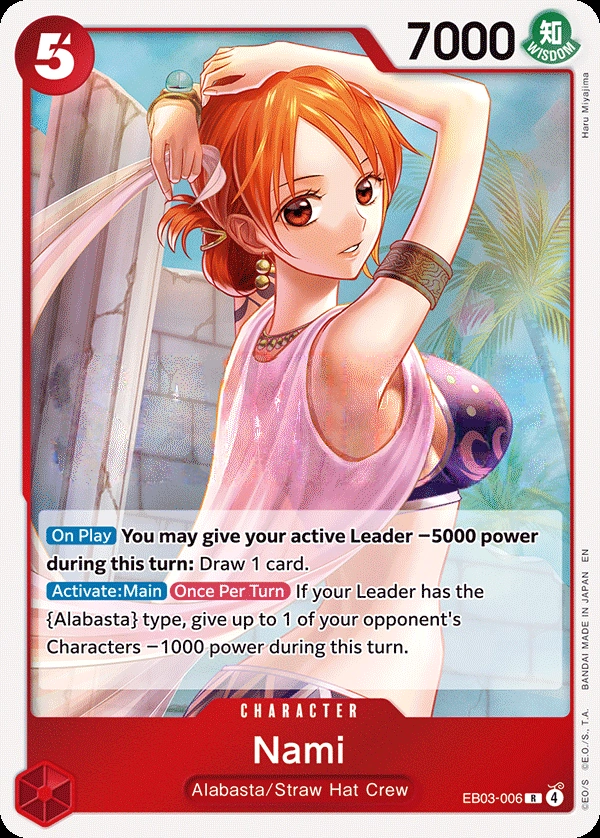 5
7000
知
WISDOM
Haru Miyajima
On Play You may give your active Leader −5000 power
during this turn: Draw 1 card.
Activate:Main Once Per Turn If your Leader has the
{Alabasta} type, give up to 1 of your opponent's
Characters −1000 power during this turn.
CHARACTER
Nami
Alabasta/Straw Hat Crew
EB03-006 R 4
©E.O/S ©E.O./S., T.A. BANDAI MADE IN JAPAN EN